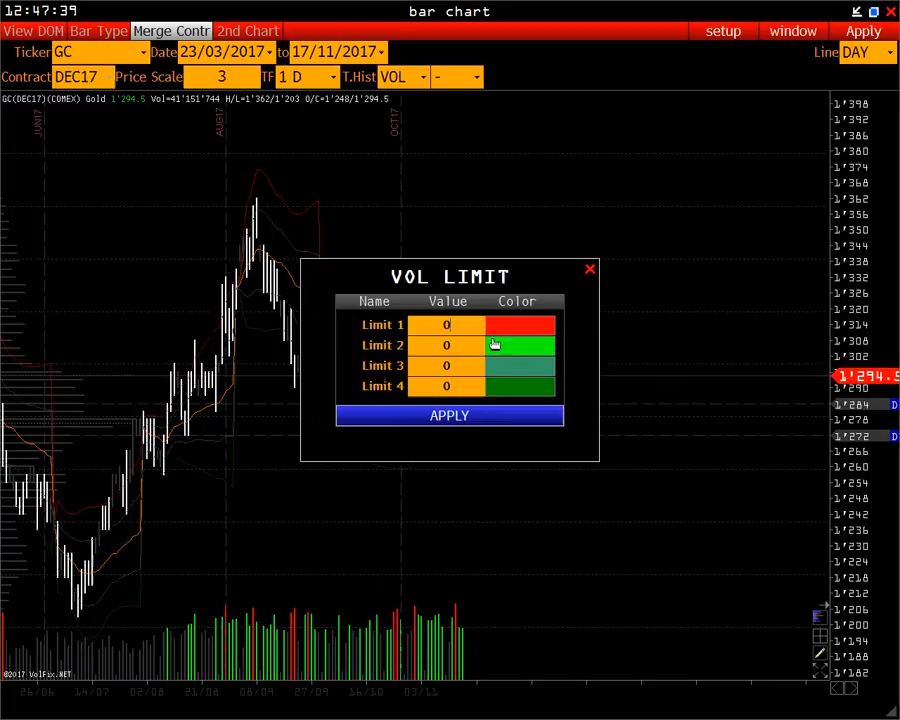 12:47:39 bar chart
View DOM Bar Type Merge Contr 2nd Chart setup window Apply
Ticker GC Date 23/03/2017 to 17/11/2017 Line DAY
Contract DEC17 Price Scale 3 TF 1 D T.Hist VOL -
GC(DEC17)(COMEX) Gold 1'294.5 Vol=41'151'744 H/L=1'362/1'203 O/C=1'248/1'294.5
JUN17 AUG17 OCT17
1'398
1'392
1'386
1'380
1'374
1'368
1'362
1'356
1'350
1'344
1'338
1'332
1'326
1'320
1'314
1'308
1'302
1'294.5
1'290
1'284 D
1'278
1'272 D
1'266
1'260
1'254
1'248
1'242
1'236
1'230
1'224
1'218
1'212
1'206
1'200
1'194
1'188
1'182
VOL LIMIT
Name Value Color
Limit 1 0
Limit 2 0
Limit 3 0
Limit 4 0
APPLY
©2017 VolFix.NET
26/06 14/07 02/08 21/08 08/09 27/09 16/10 03/11